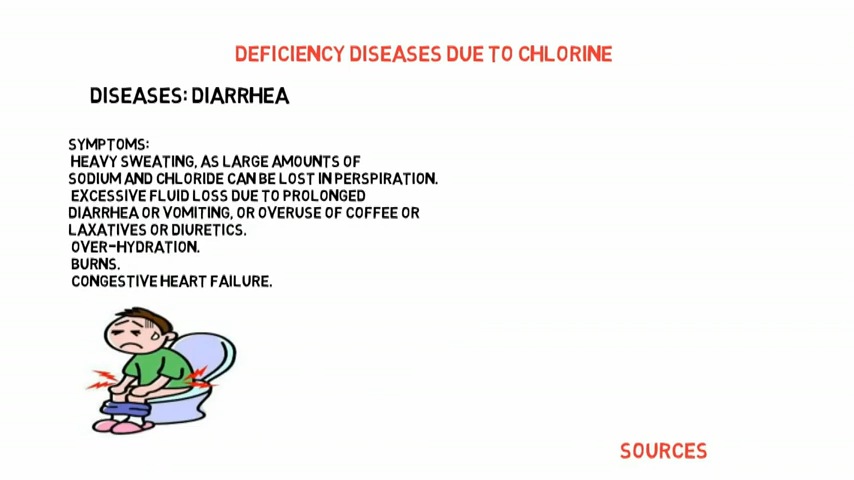 DEFICIENCY DISEASES DUE TO CHLORINE
DISEASES: DIARRHEA
SYMPTOMS:
HEAVY SWEATING, AS LARGE AMOUNTS OF
SODIUM AND CHLORIDE CAN BE LOST IN PERSPIRATION.
EXCESSIVE FLUID LOSS DUE TO PROLONGED
DIARRHEA OR VOMITING, OR OVERUSE OF COFFEE OR
LAXATIVES OR DIURETICS.
OVER-HYDRATION.
BURNS.
CONGESTIVE HEART FAILURE.
SOURCES